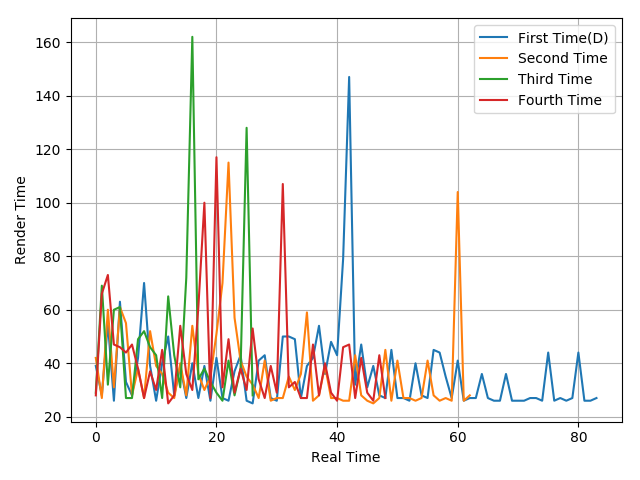 First Time(D)
Second Time
Third Time
Fourth Time
160
140
120
100
80
60
40
20
Render Time
0 20 40 60 80
Real Time